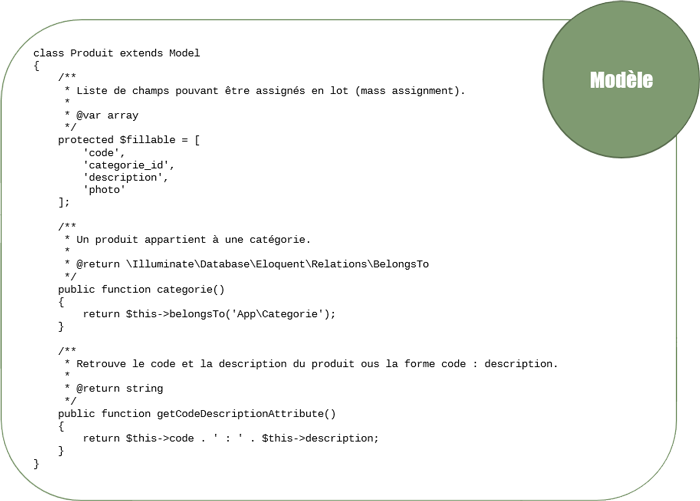 Modèle
class Produit extends Model
{
    /**
     * Liste de champs pouvant être assignés en lot (mass assignment).
     *
     * @var array
     */
    protected $fillable = [
        'code',
        'categorie_id',
        'description',
        'photo'
    ];

    /**
     * Un produit appartient à une catégorie.
     *
     * @return \Illuminate\Database\Eloquent\Relations\BelongsTo
     */
    public function categorie()
    {
        return $this->belongsTo('App\Categorie');
    }

    /**
     * Retrouve le code et la description du produit ous la forme code : description.
     *
     * @return string
     */
    public function getCodeDescriptionAttribute()
    {
        return $this->code . ' : ' . $this->description;
    }
}